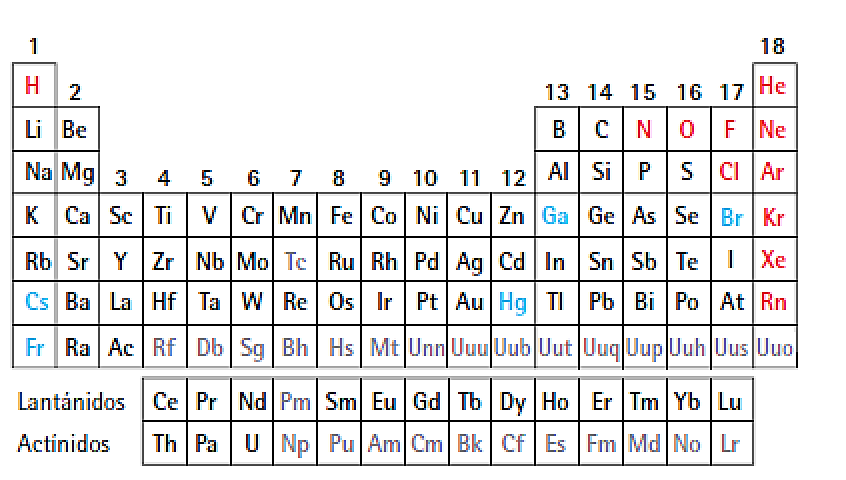 1 18
H 2 13 14 15 16 17 He
Li Be B C N O F Ne
Na Mg 3 4 5 6 7 8 9 10 11 12 Al Si P S Cl Ar
K Ca Sc Ti V Cr Mn Fe Co Ni Cu Zn Ga Ge As Se Br Kr
Rb Sr Y Zr Nb Mo Tc Ru Rh Pd Ag Cd In Sn Sb Te I Xe
Cs Ba La Hf Ta W Re Os Ir Pt Au Hg Tl Pb Bi Po At Rn
Fr Ra Ac Rf Db Sg Bh Hs Mt Unn Uuu Uub Uut Uuq Uup Uuh Uus Uuo
Lantánidos Ce Pr Nd Pm Sm Eu Gd Tb Dy Ho Er Tm Yb Lu
Actínidos Th Pa U Np Pu Am Cm Bk Cf Es Fm Md No Lr